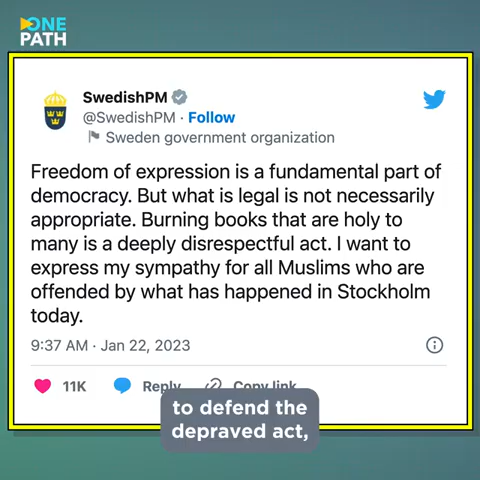 ONE
PATH
SwedishPM
@SwedishPM · Follow
Sweden government organization
Freedom of expression is a fundamental part of
democracy. But what is legal is not necessarily
appropriate. Burning books that are holy to
many is a deeply disrespectful act. I want to
express my sympathy for all Muslims who are
offended by what has happened in Stockholm
today.
9:37 AM · Jan 22, 2023
11K Reply Copy link
to defend the
depraved act,